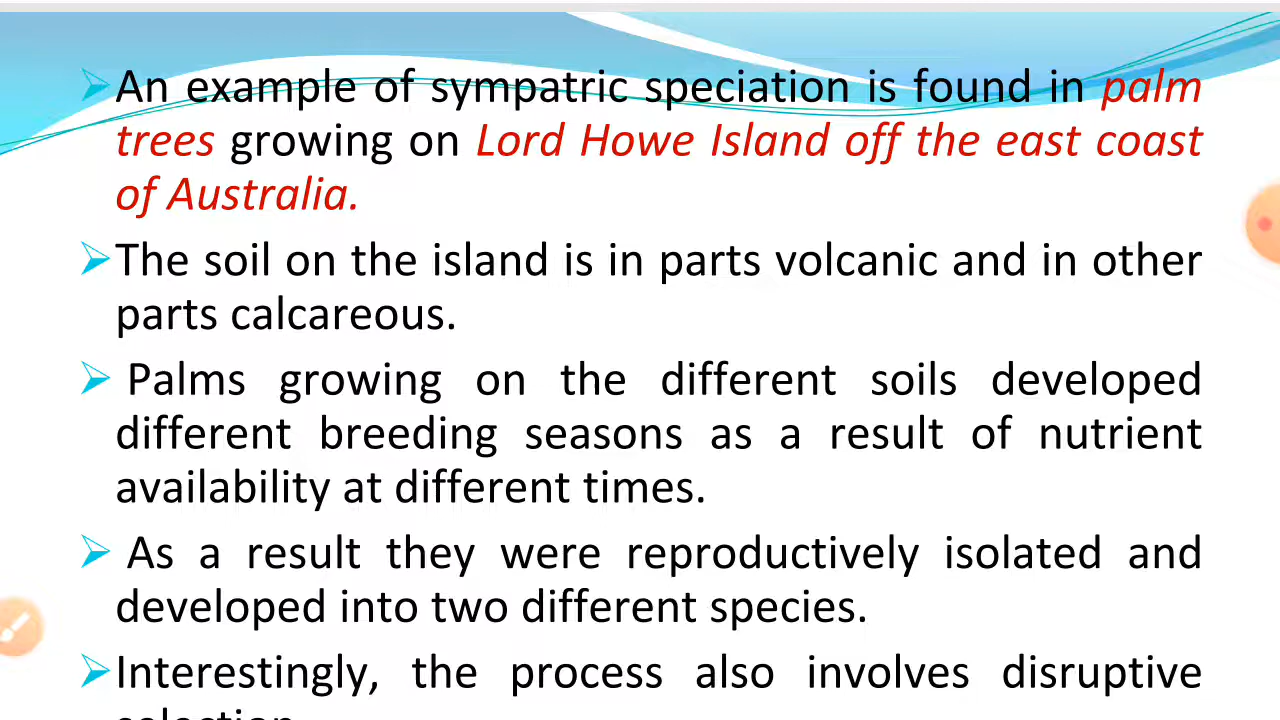 An example of sympatric speciation is found in palm
trees growing on Lord Howe Island off the east coast
of Australia.
The soil on the island is in parts volcanic and in other
parts calcareous.
Palms growing on the different soils developed
different breeding seasons as a result of nutrient
availability at different times.
As a result they were reproductively isolated and
developed into two different species.
Interestingly, the process also involves disruptive